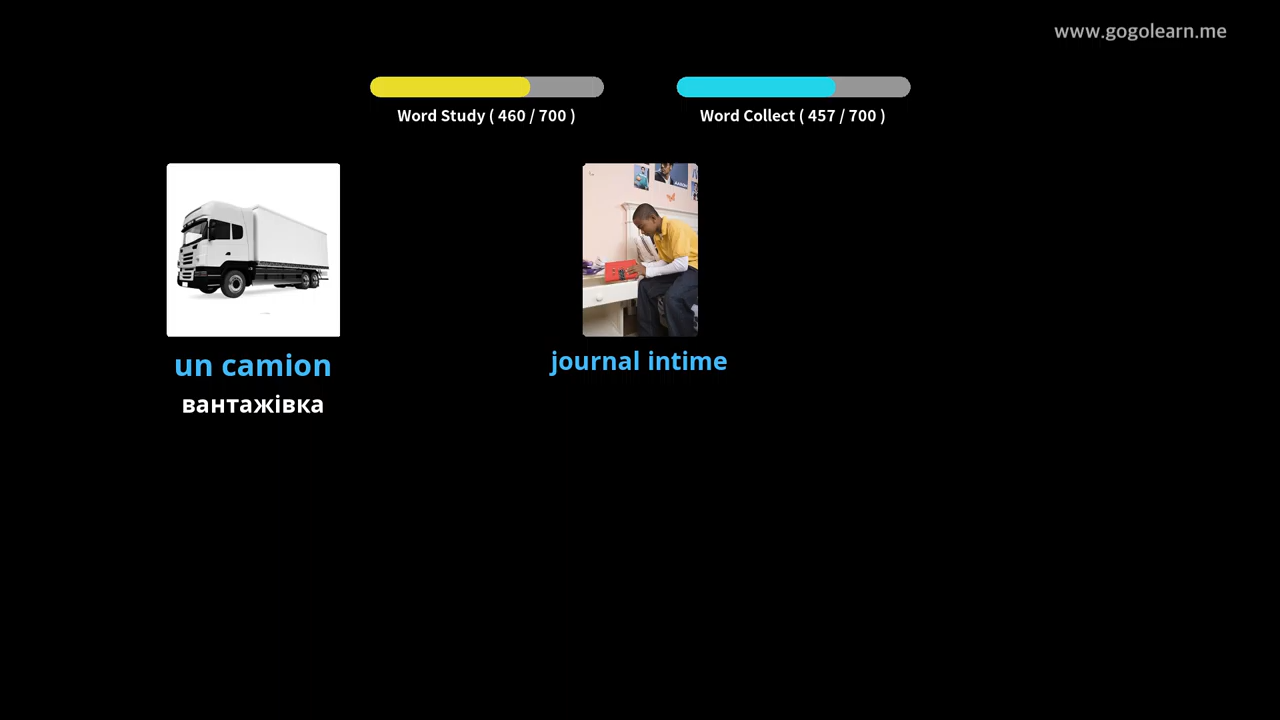 www.gogolearn.me
Word Study ( 460 / 700 )
Word Collect ( 457 / 700 )
un camion
вантажівка
journal intime